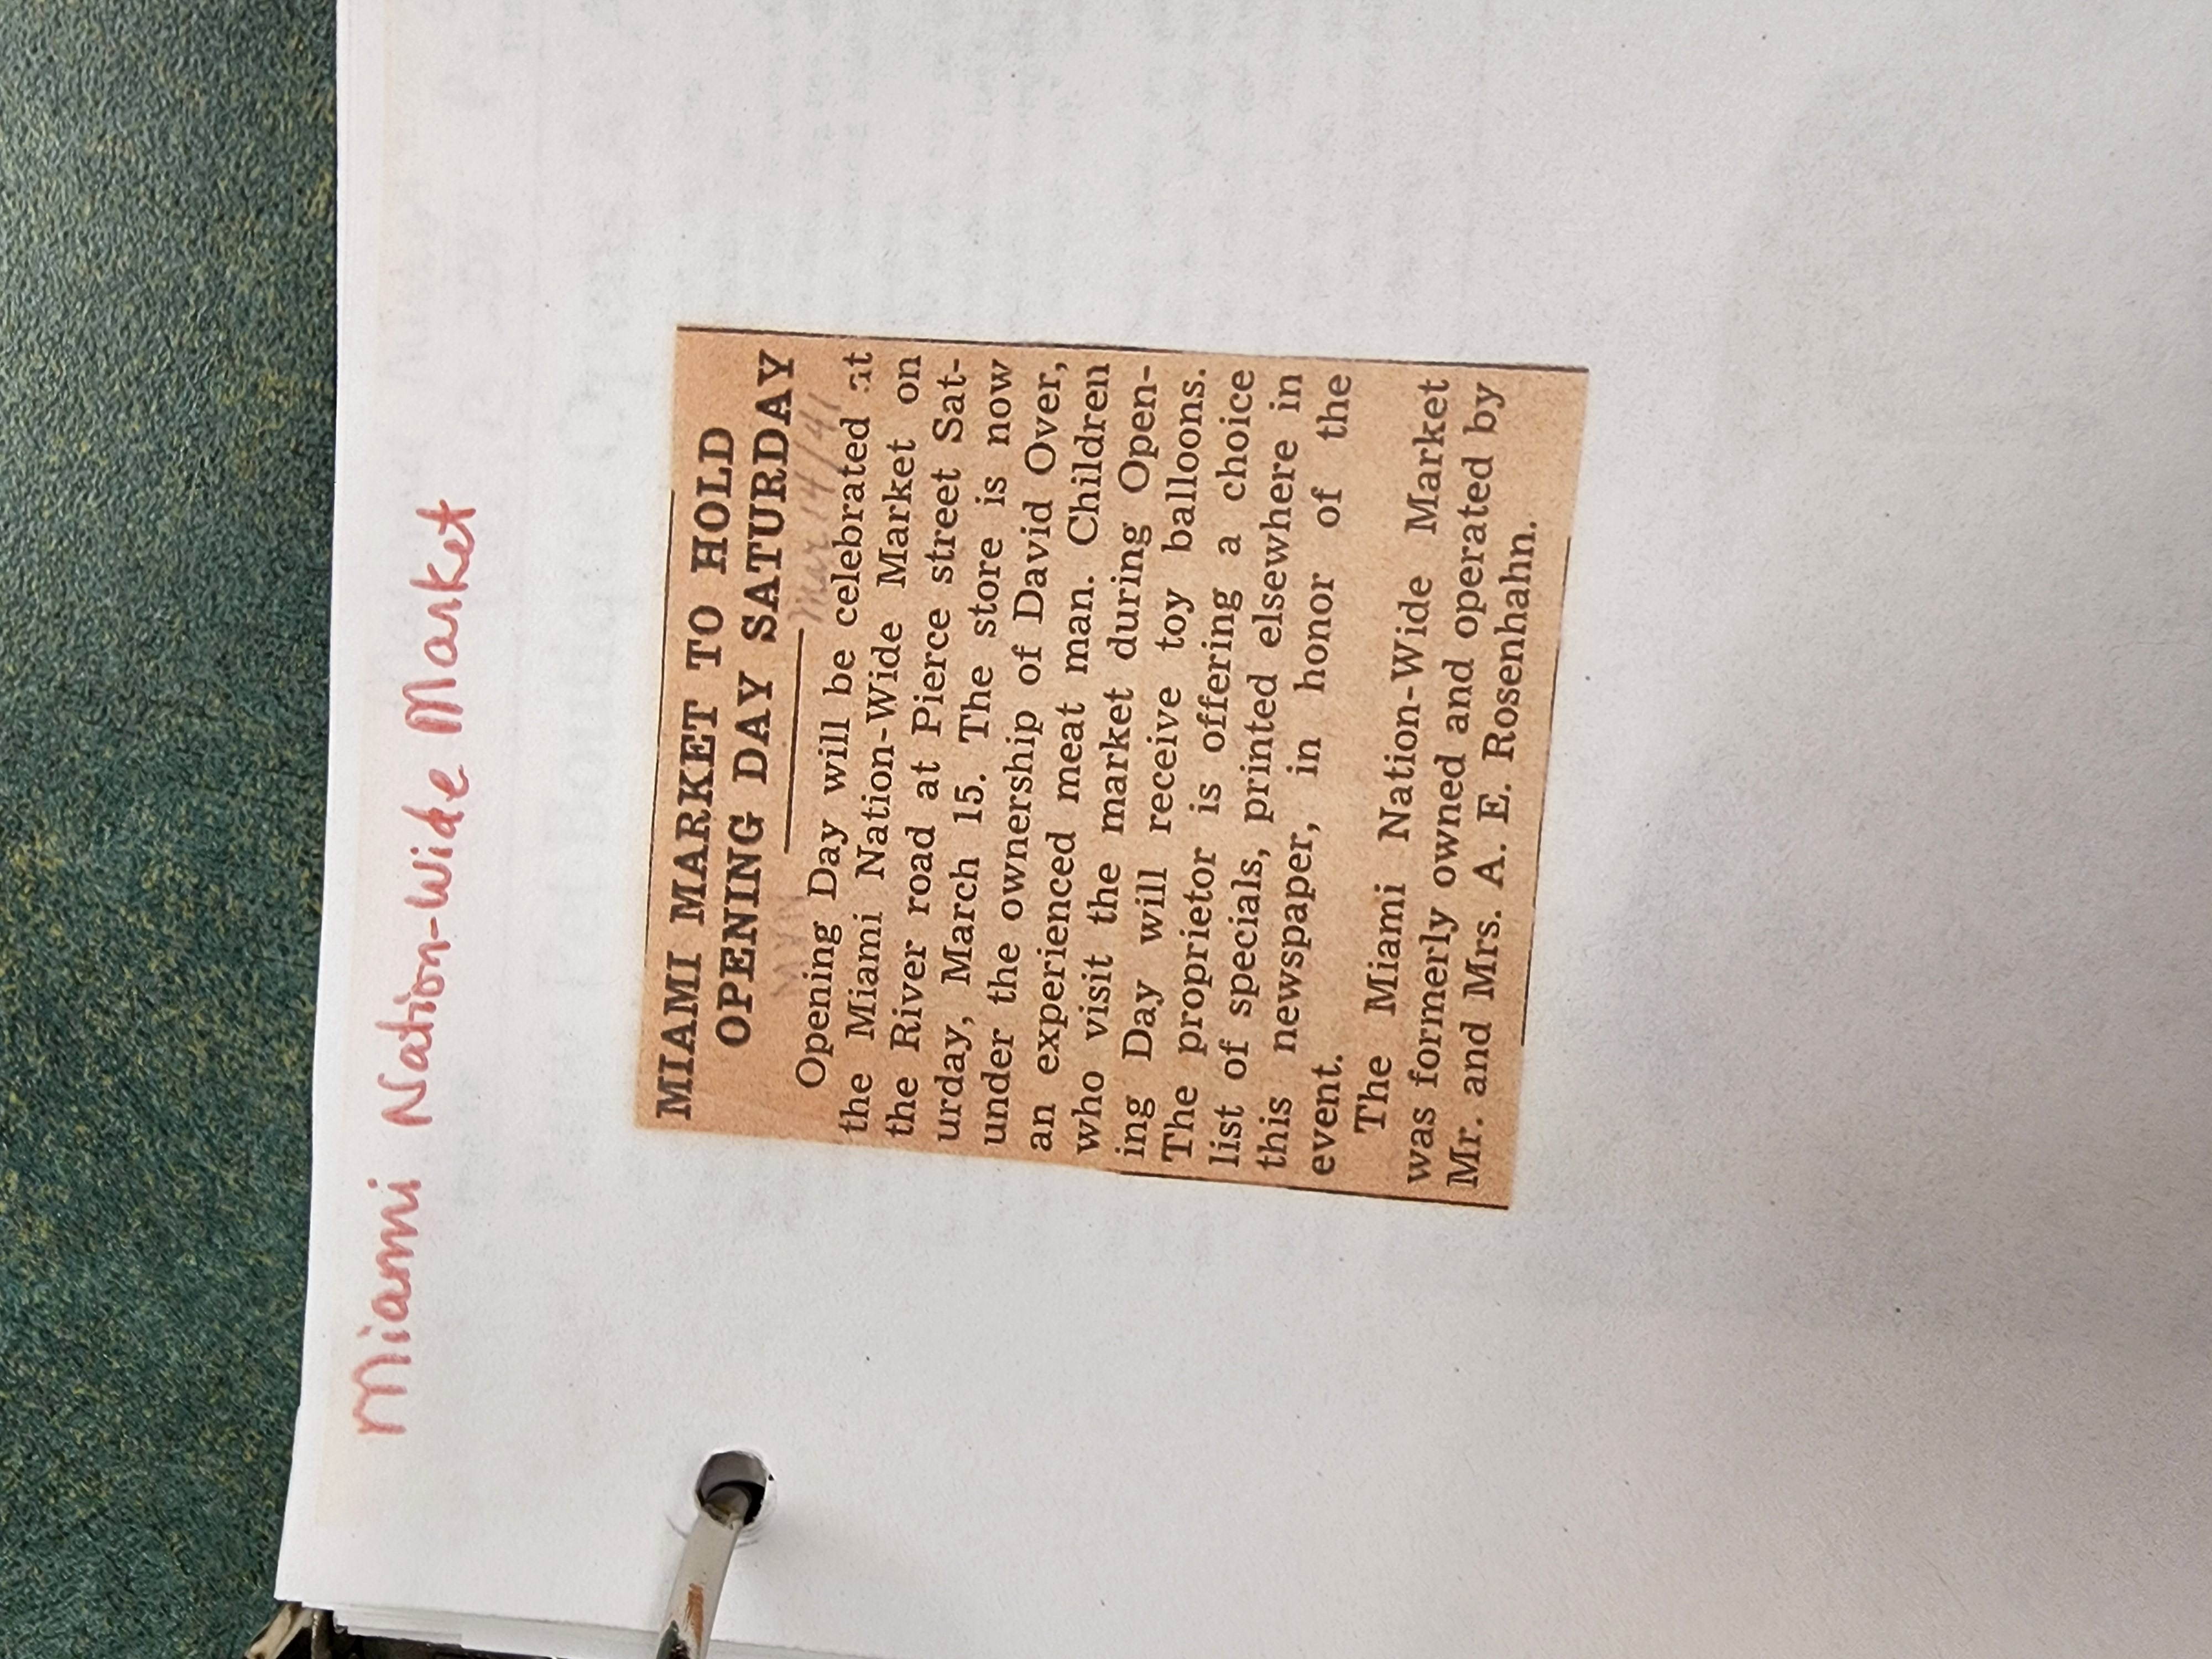 Miami Nation-Wide Market
MIAMI MARKET TO HOLD
OPENING DAY SATURDAY
Mar 14/41
Opening Day will be celebrated at
the Miami Nation-Wide Market on
the River road at Pierce street Sat-
urday, March 15. The store is now
under the ownership of David Over,
an experienced meat man. Children
who visit the market during Open-
ing Day will receive toy balloons.
The proprietor is offering a choice
list of specials, printed elsewhere in
this newspaper, in honor of the
event.
The Miami Nation-Wide Market
was formerly owned and operated by
Mr. and Mrs. A. E. Rosenhahn.